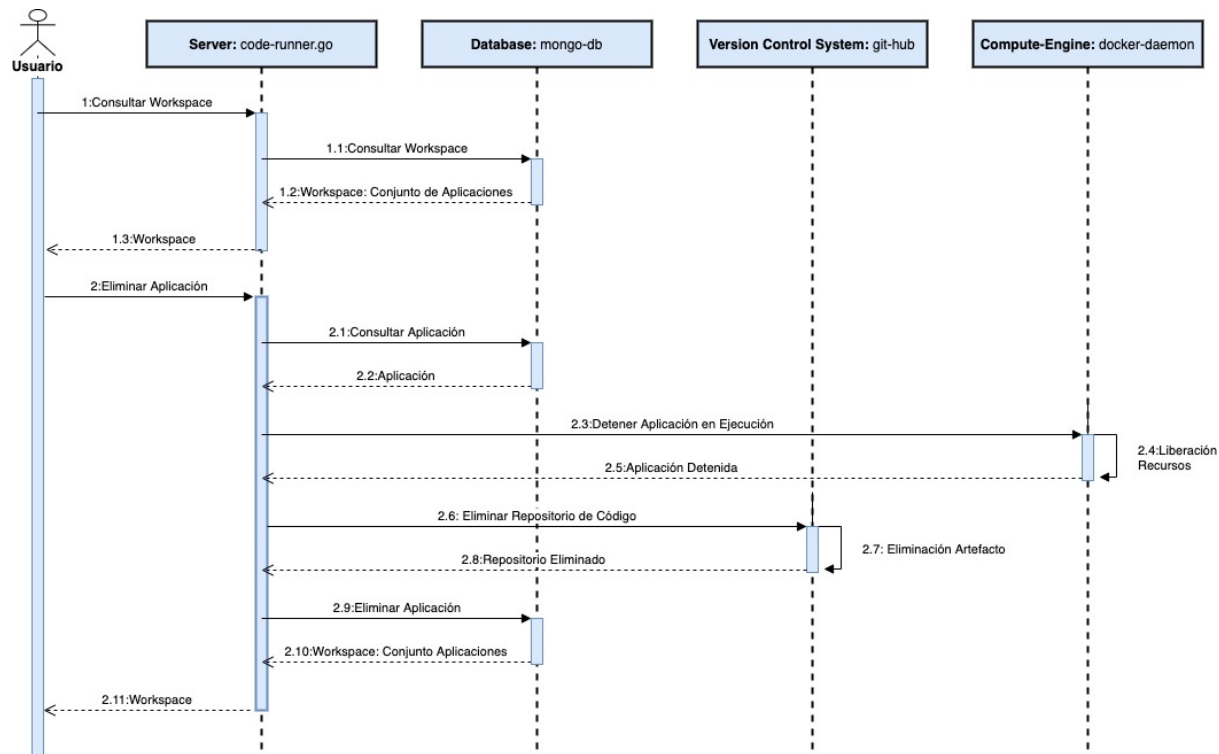 Usuario
Server: code-runner.go
Database: mongo-db
Version Control System: git-hub
Compute-Engine: docker-daemon
1:Consultar Workspace
1.1:Consultar Workspace
1.2:Workspace: Conjunto de Aplicaciones
1.3:Workspace
2:Eliminar Aplicación
2.1:Consultar Aplicación
2.2:Aplicación
2.3:Detener Aplicación en Ejecución
2.4:Liberación
Recursos
2.5:Aplicación Detenida
2.6: Eliminar Repositorio de Código
2.7: Eliminación Artefacto
2.8:Repositorio Eliminado
2.9:Eliminar Aplicación
2.10:Workspace: Conjunto Aplicaciones
2.11:Workspace